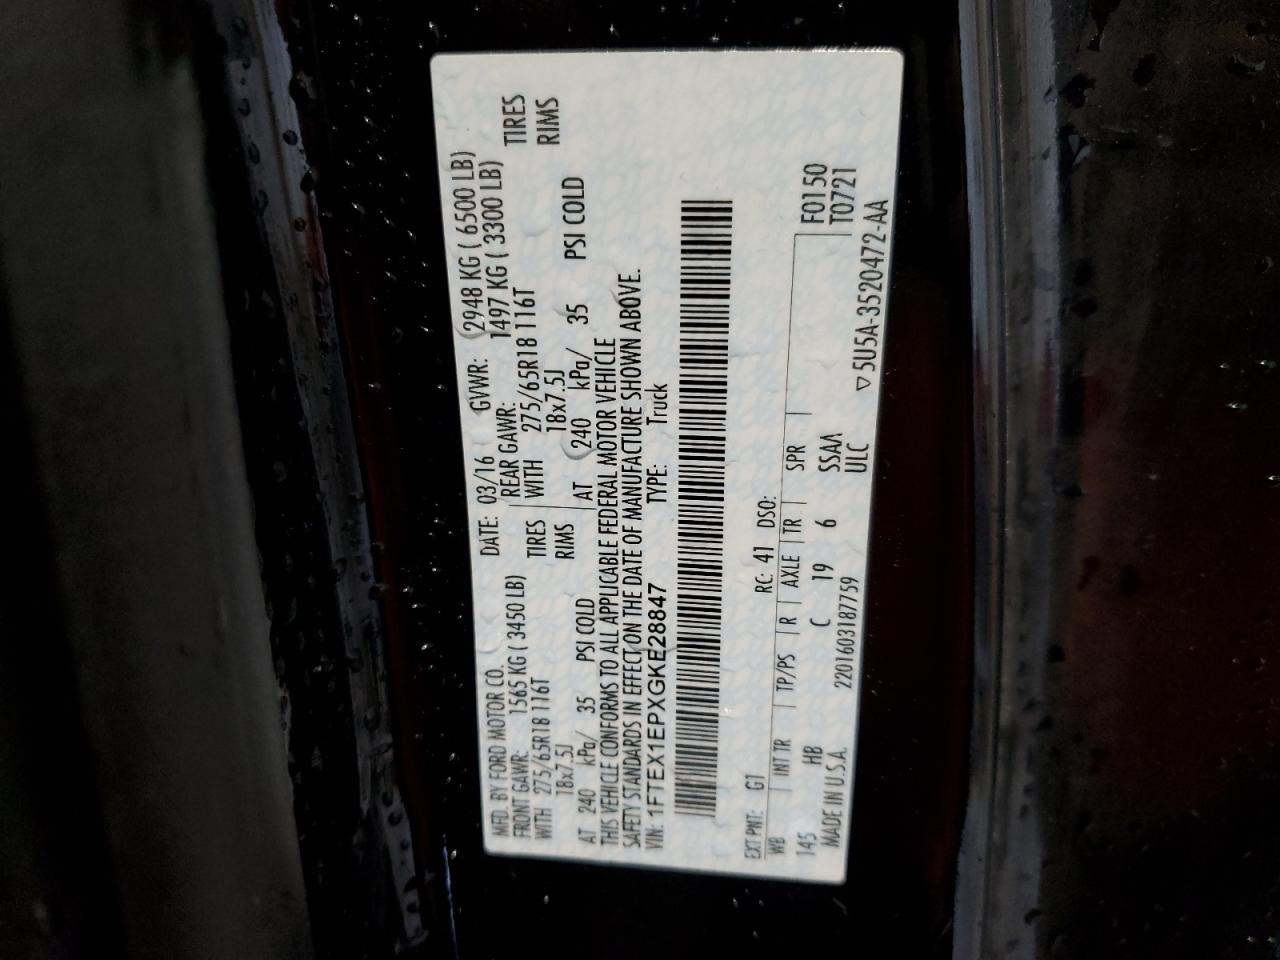 MFD. BY FORD MOTOR CO. DATE: 03/16 GVWR: 2948 KG ( 6500 LB)
FRONT GAWR: 1565 KG ( 3450 LB) REAR GAWR: 1497 KG ( 3300 LB)
WITH 275/65R18 116T TIRES WITH 275/65R18 116T TIRES
18x7.5J RIMS 18x7.5J RIMS
AT 240 kPa/ 35 PSI COLD AT 240 kPa/ 35 PSI COLD
THIS VEHICLE CONFORMS TO ALL APPLICABLE FEDERAL MOTOR VEHICLE
SAFETY STANDARDS IN EFFECT ON THE DATE OF MANUFACTURE SHOWN ABOVE.
VIN: 1FTEX1EPXGKE28847 TYPE: Truck
EXT PNT: G1 RC: 41 DSO:
WB INT TR TP/PS R AXLE TR SPR F0150
145 HB C 19 6 SSAA T0721
MADE IN U.S.A. 2201603187759 ULC ▽5U5A-3520472-AA